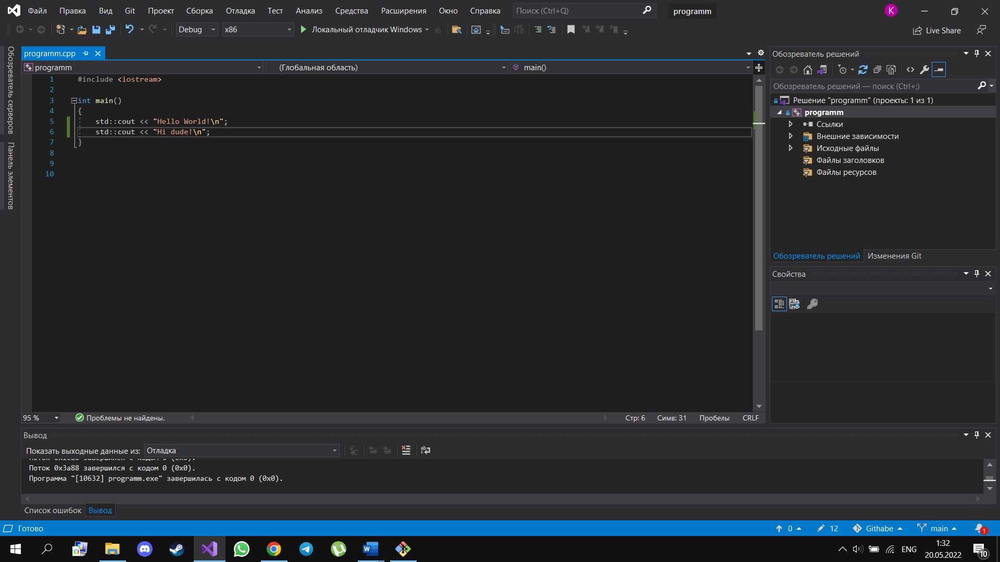 Файл Правка Вид Git Проект Сборка Отладка Тест Анализ Средства Расширения Окно Справка Поиск (Ctrl+Q) programm K
Debug x86 Локальный отладчик Windows Live Share
Обозреватель серверов
Панель элементов
programm.cpp
programm (Глобальная область) main()
1 #include <iostream>
2
3 int main()
4 {
5 std::cout << "Hello World!\n";
6 std::cout << "Hi dude!\n";
7 }
8
9
10
95 % Проблемы не найдены. Стр: 6 Симв: 31 Пробелы CRLF
Обозреватель решений
Обозреватель решений — поиск (Ctrl+;)
Решение "programm" (проекты: 1 из 1)
programm
Ссылки
Внешние зависимости
Исходные файлы
Файлы заголовков
Файлы ресурсов
Обозреватель решений Изменения Git
Свойства
Вывод
Показать выходные данные из: Отладка
завершился с кодом 0 (0x0).
Поток 0x3a88 завершился с кодом 0 (0x0).
Программа "[10632] programm.exe" завершилась с кодом 0 (0x0).
Список ошибок Вывод
Готово 0 12 Githabe main 1
ENG 1:32
20.05.2022 10